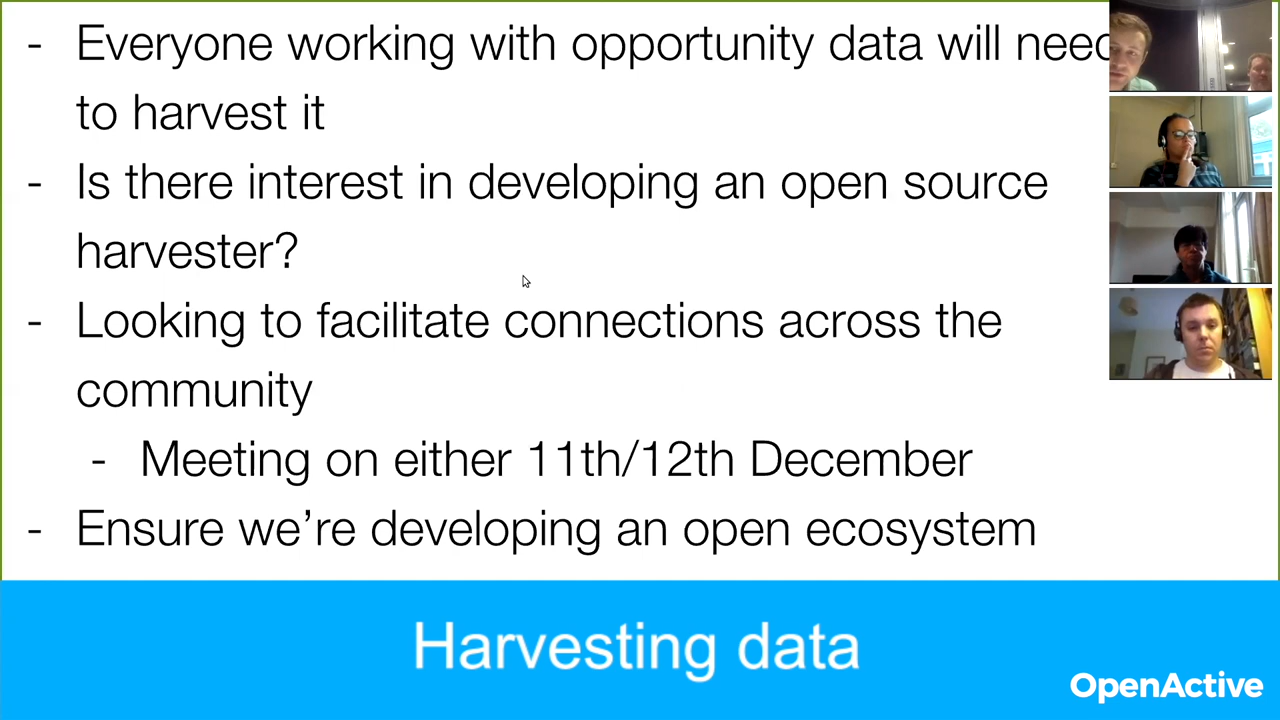 - Everyone working with opportunity data will need
to harvest it
- Is there interest in developing an open source
harvester?
- Looking to facilitate connections across the
community
- Meeting on either 11th/12th December
- Ensure we’re developing an open ecosystem
Harvesting data
OpenActive